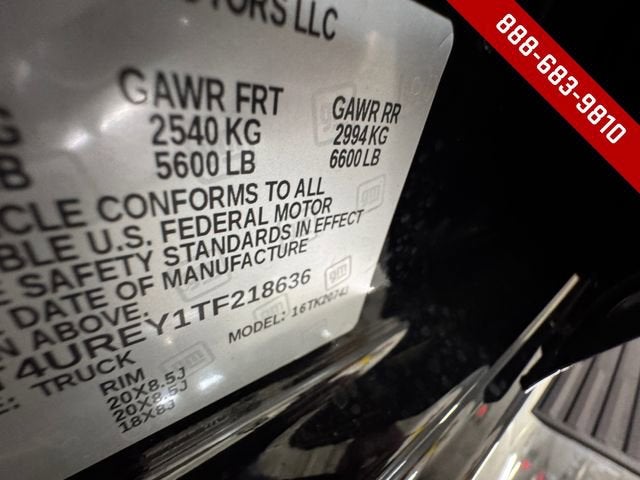 TORS LLC
GAWR FRT GAWR RR
G 2540 KG 2994 KG
B 5600 LB 6600 LB
CLE CONFORMS TO ALL
BLE U.S. FEDERAL MOTOR
E SAFETY STANDARDS IN EFFECT
DATE OF MANUFACTURE
N ABOVE.
T4UREY1TF218636
E: TRUCK MODEL: 16TK20743
RIM
20X8.5J
20X8.5J
18X8J
gm
888-683-9810